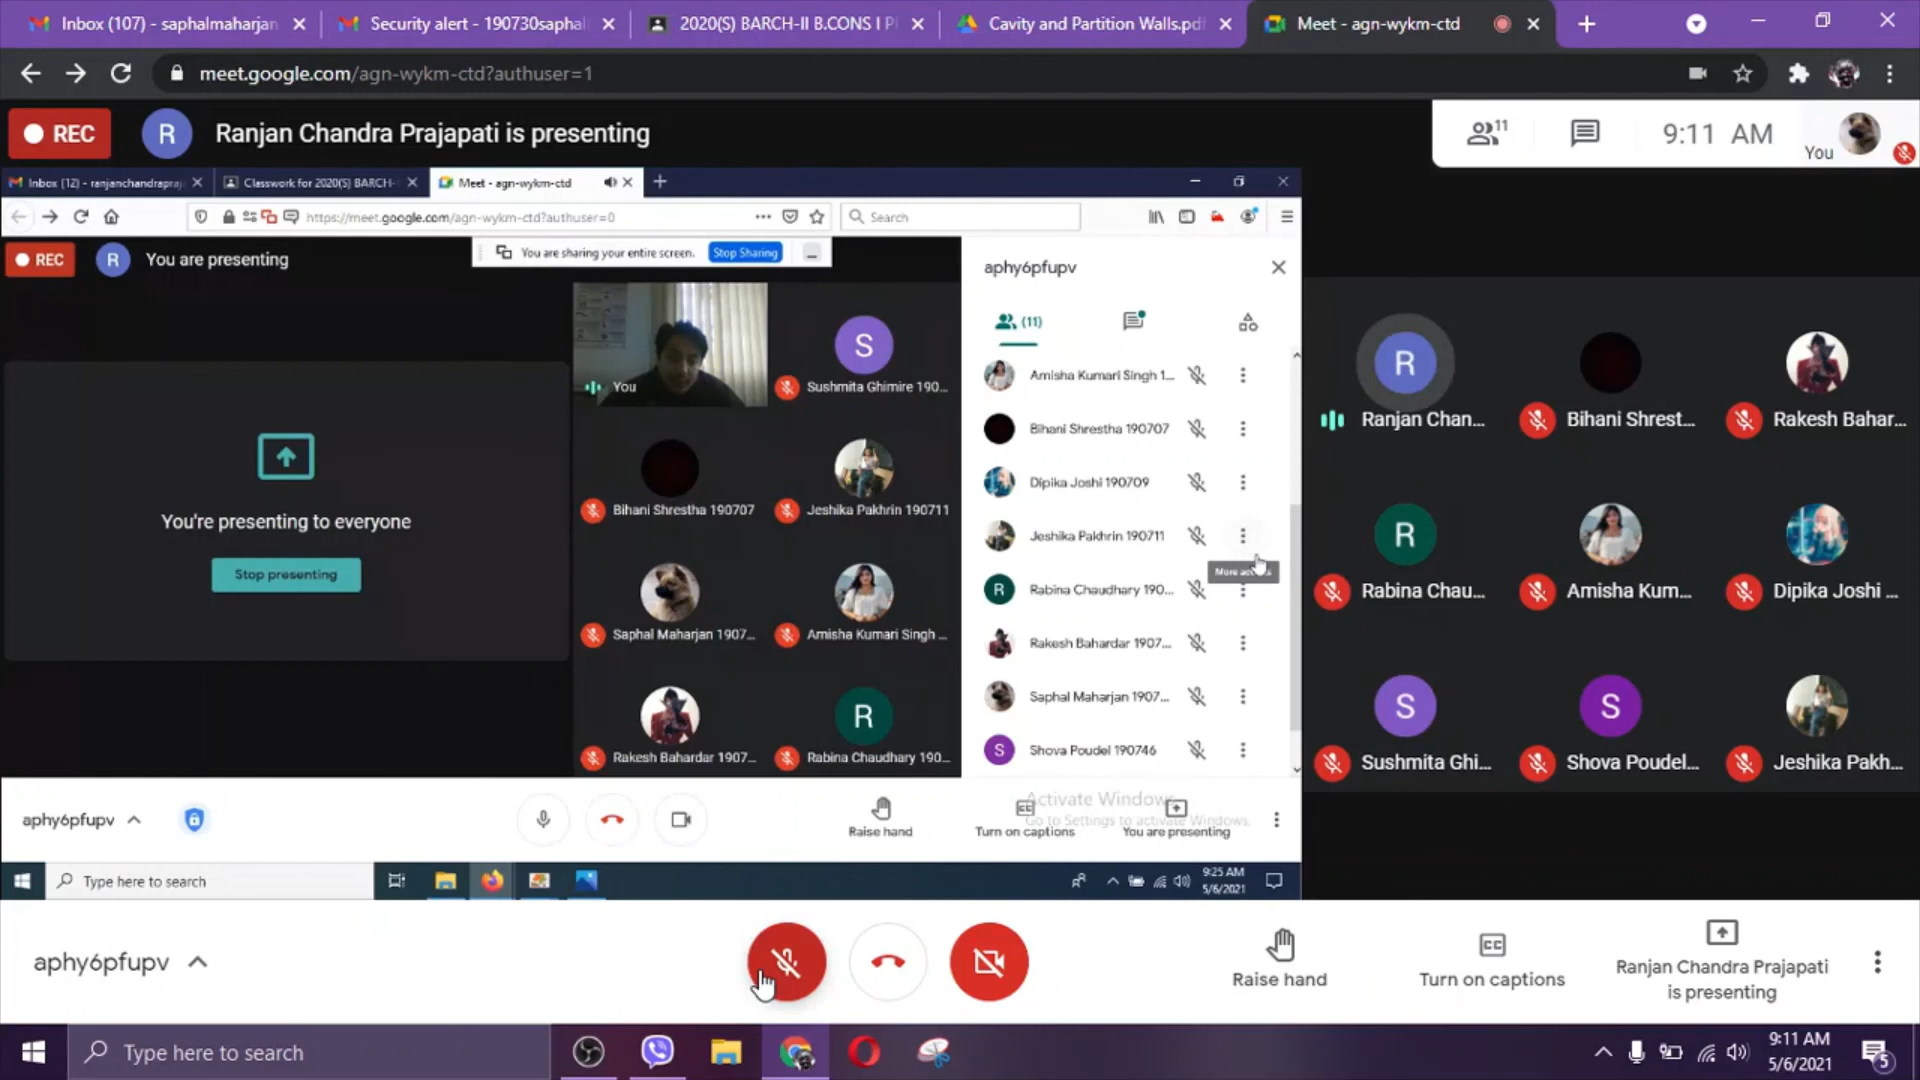 Inbox (107) - saphalmaharjan
Security alert - 190730saphal
2020(S) BARCH-II B.CONS I P
Cavity and Partition Walls.pdf
Meet - agn-wykm-ctd
meet.google.com/agn-wykm-ctd?authuser=1
REC
R
Ranjan Chandra Prajapati is presenting
11
9:11 AM
You
Inbox (12) - ranjanchandrapraj
Classwork for 2020(S) BARCH-
Meet - agn-wykm-ctd
https://meet.google.com/agn-wykm-ctd?authuser=0
Search
REC
R
You are presenting
You are sharing your entire screen.
Stop Sharing
aphy6pfupv
(11)
You're presenting to everyone
Stop presenting
You
S
Sushmita Ghimire 190...
Bihani Shrestha 190707
Jeshika Pakhrin 190711
Saphal Maharjan 1907...
Amisha Kumari Singh ...
Rakesh Bahardar 1907...
R
Rabina Chaudhary 190...
Amisha Kumari Singh 1...
Bihani Shrestha 190707
Dipika Joshi 190709
Jeshika Pakhrin 190711
More
R
Rabina Chaudhary 190...
Rakesh Bahardar 1907...
Saphal Maharjan 1907...
S
Shova Poudel 190746
R
Ranjan Chan...
Bihani Shrest...
Rakesh Bahar...
R
Rabina Chau...
Amisha Kum...
Dipika Joshi ...
S
Sushmita Ghi...
S
Shova Poudel...
Jeshika Pakh...
aphy6pfupv
Raise hand
Turn on captions
You are presenting
Activate Windows
Go to Settings to activate Windows.
Type here to search
9:25 AM
5/6/2021
aphy6pfupv
Raise hand
Turn on captions
Ranjan Chandra Prajapati
is presenting
Type here to search
9:11 AM
5/6/2021
5